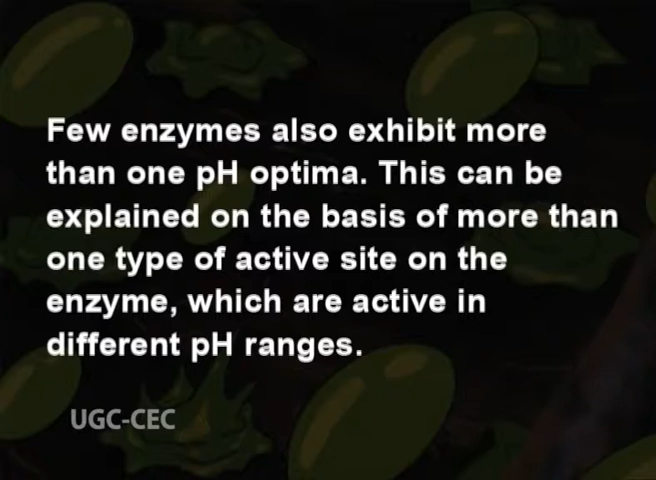 Few enzymes also exhibit more
than one pH optima. This can be
explained on the basis of more than
one type of active site on the
enzyme, which are active in
different pH ranges.
UGC-CEC